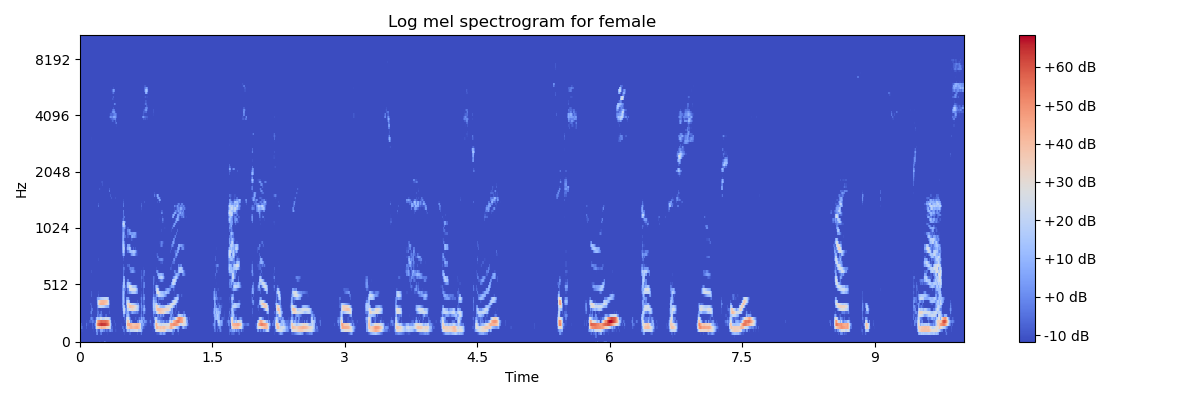 Log mel spectrogram for female
8192
4096
2048
1024
512
0
Hz
0 1.5 3 4.5 6 7.5 9
Time
+60 dB
+50 dB
+40 dB
+30 dB
+20 dB
+10 dB
+0 dB
-10 dB